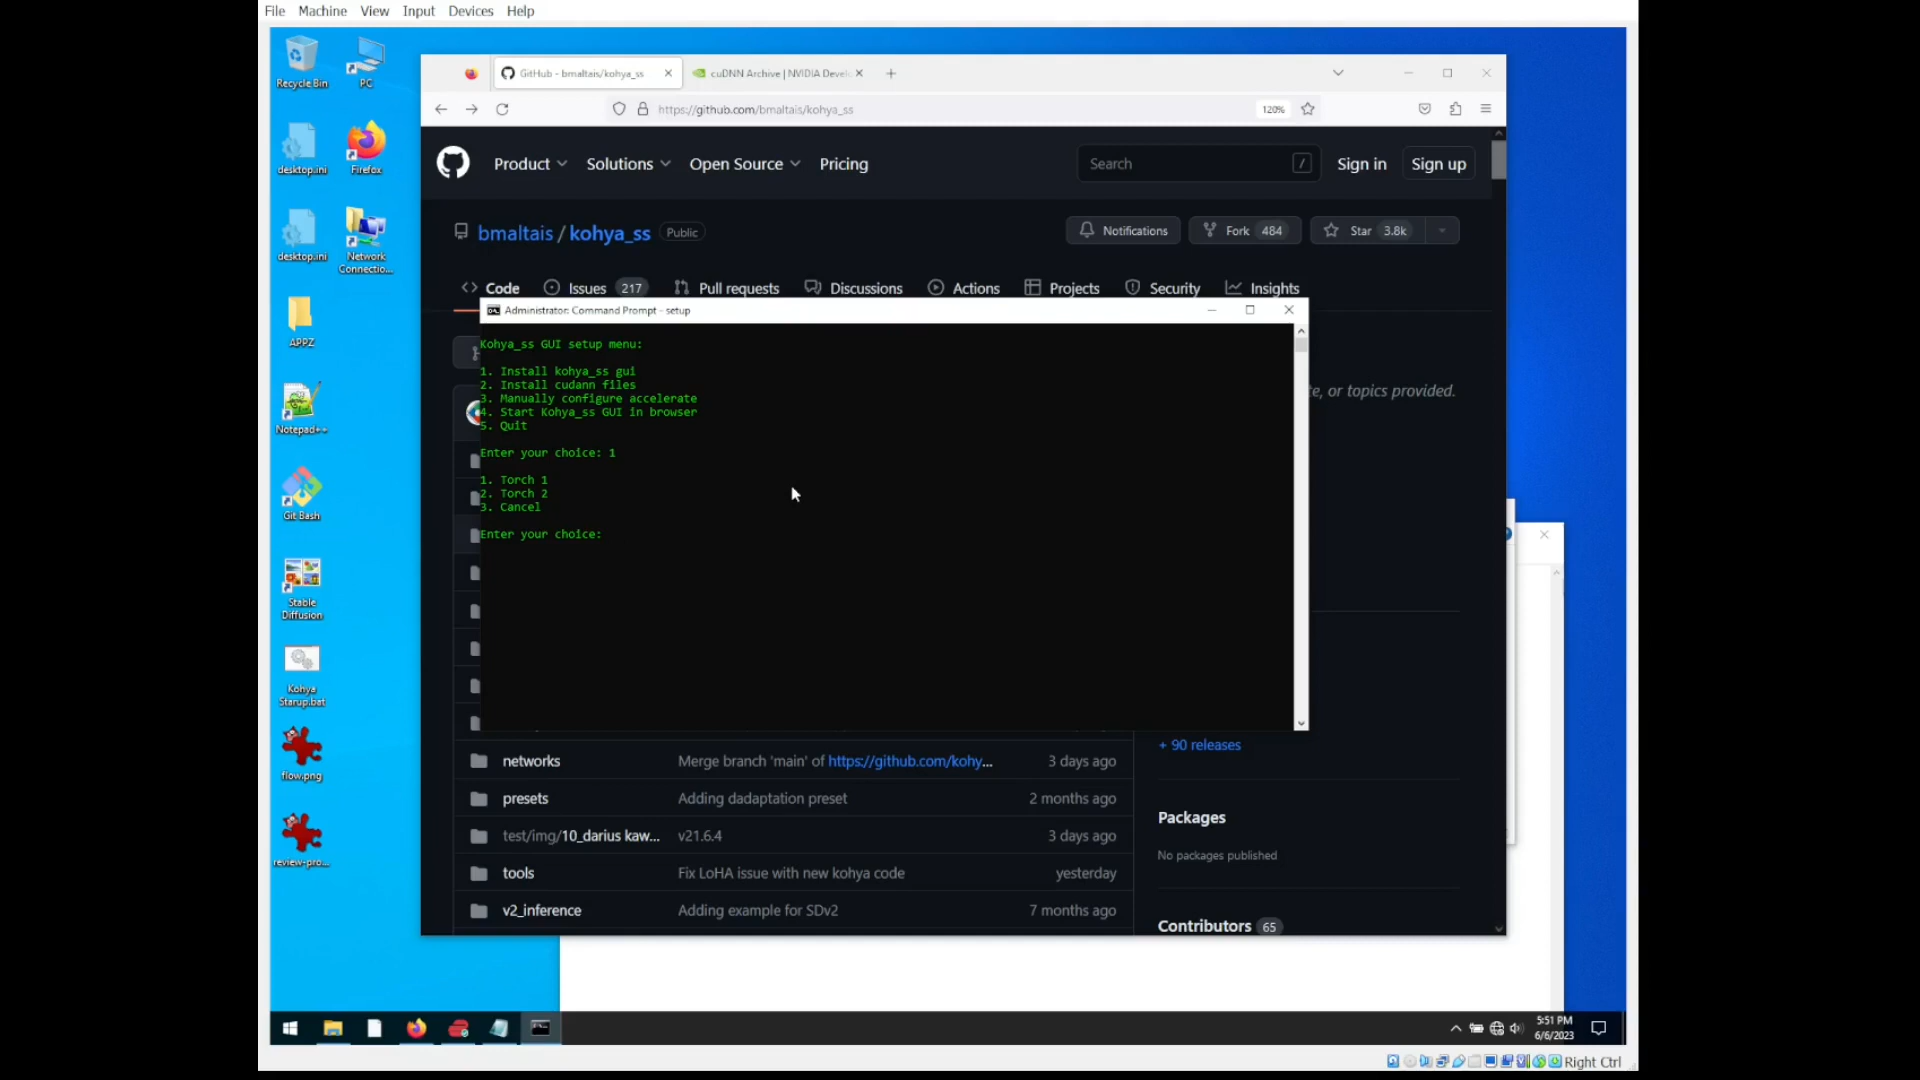 File Machine View Input Devices Help
Recycle Bin
PC
desktop.ini
Firefox
desktop.ini
Network
Connectio...
APPZ
Notepad++
Git Bash
Stable
Diffusion
Kohya
Starup.bat
flow.png
review-pro...
GitHub - bmaltais/kohya_ss
cuDNN Archive | NVIDIA Develo
https://github.com/bmaltais/kohya_ss
120%
Product
Solutions
Open Source
Pricing
Search /
Sign in
Sign up
bmaltais / kohya_ss Public
Notifications
Fork 484
Star 3.8k
Code
Issues 217
Pull requests
Discussions
Actions
Projects
Security
Insights
Administrator: Command Prompt - setup
Kohya_ss GUI setup menu:
1. Install kohya_ss gui
2. Install cudann files
3. Manually configure accelerate
4. Start Kohya_ss GUI in browser
5. Quit
Enter your choice: 1
1. Torch 1
2. Torch 2
3. Cancel
Enter your choice:
e, or topics provided.
networks Merge branch 'main' of https://github.com/kohy... 3 days ago
presets Adding dadaptation preset 2 months ago
test/img/10_darius kaw... v21.6.4 3 days ago
tools Fix LoHA issue with new kohya code yesterday
v2_inference Adding example for SDv2 7 months ago
+ 90 releases
Packages
No packages published
Contributors 65
5:51 PM
6/6/2023
Right Ctrl